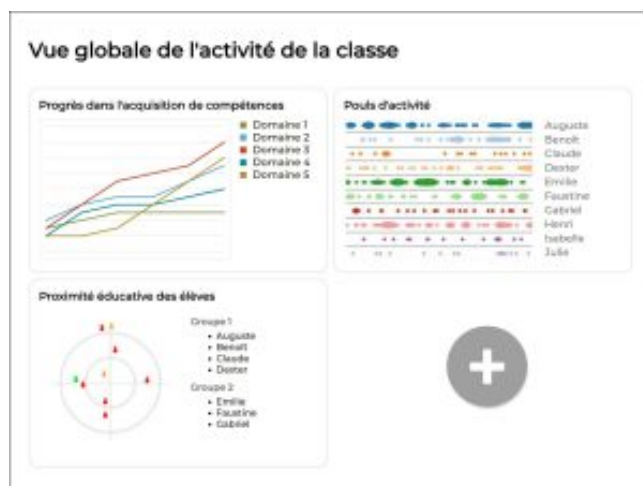 Vue globale de l'activité de la classe
Progrès dans l'acquisition de compétences
Domaine 1
Domaine 2
Domaine 3
Domaine 4
Domaine 5
Pouls d'activité
Auguste
Benoît
Claude
Dexter
Emilie
Faustine
Gabriel
Henri
Isabelle
Julie
Proximité éducative des élèves
Groupe 1
• Auguste
• Benoît
• Claude
• Dexter
Groupe 2
• Emilie
• Faustine
• Gabriel